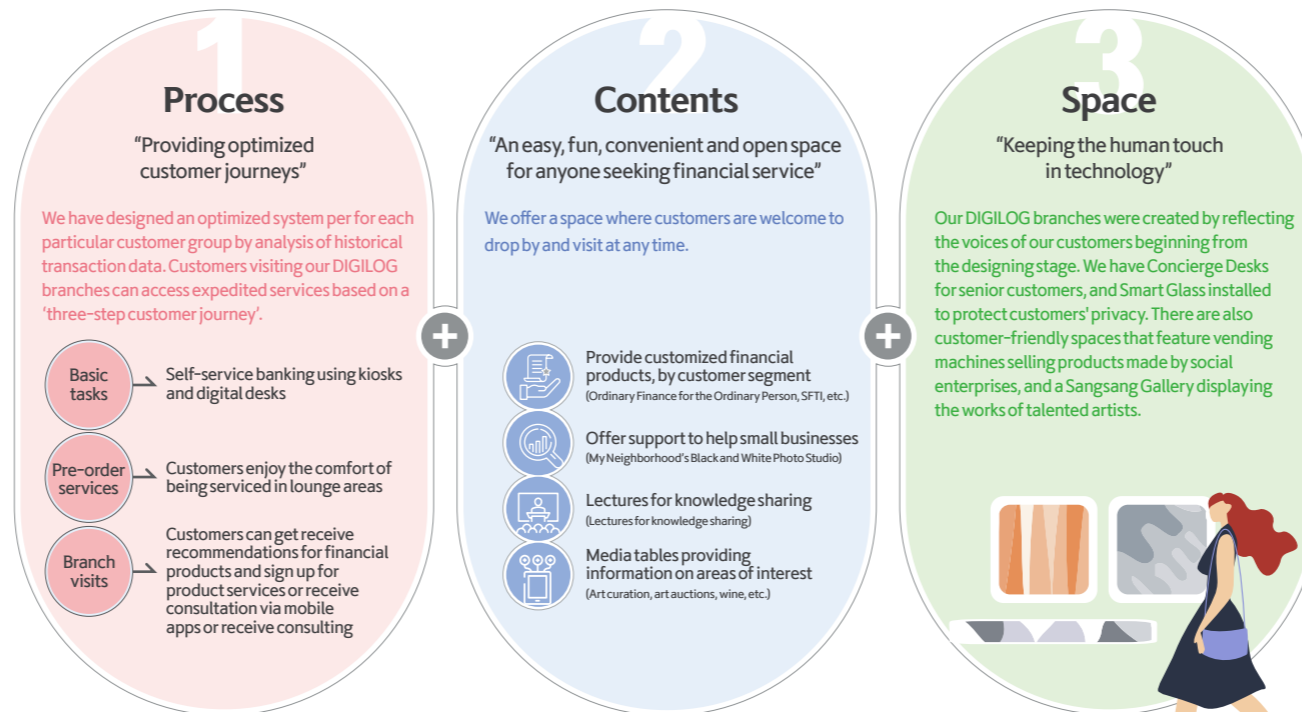 1
Process
“Providing optimized
customer journeys”
We have designed an optimized system per for each
particular customer group by analysis of historical
transaction data. Customers visiting our DIGILOG
branches can access expedited services based on a
‘three-step customer journey’.
Basic
tasks
Self-service banking using kiosks
and digital desks
Pre-order
services
Customers enjoy the comfort of
being serviced in lounge areas
Branch
visits
Customers can get receive
recommendations for financial
products and sign up for
product services or receive
consultation via mobile
apps or receive consulting
+
2
Contents
“An easy, fun, convenient and open space
for anyone seeking financial service”
We offer a space where customers are welcome to
drop by and visit at any time.
Provide customized financial
products, by customer segment
(Ordinary Finance for the Ordinary Person, SFTI, etc.)
Offer support to help small businesses
(My Neighborhood's Black and White Photo Studio)
Lectures for knowledge sharing
(Lectures for knowledge sharing)
Media tables providing
information on areas of interest
(Art curation, art auctions, wine, etc.)
+
3
Space
“Keeping the human touch
in technology”
Our DIGILOG branches were created by reflecting
the voices of our customers beginning from
the designing stage. We have Concierge Desks
for senior customers, and Smart Glass installed
to protect customers' privacy. There are also
customer-friendly spaces that feature vending
machines selling products made by social
enterprises, and a Sangsang Gallery displaying
the works of talented artists.